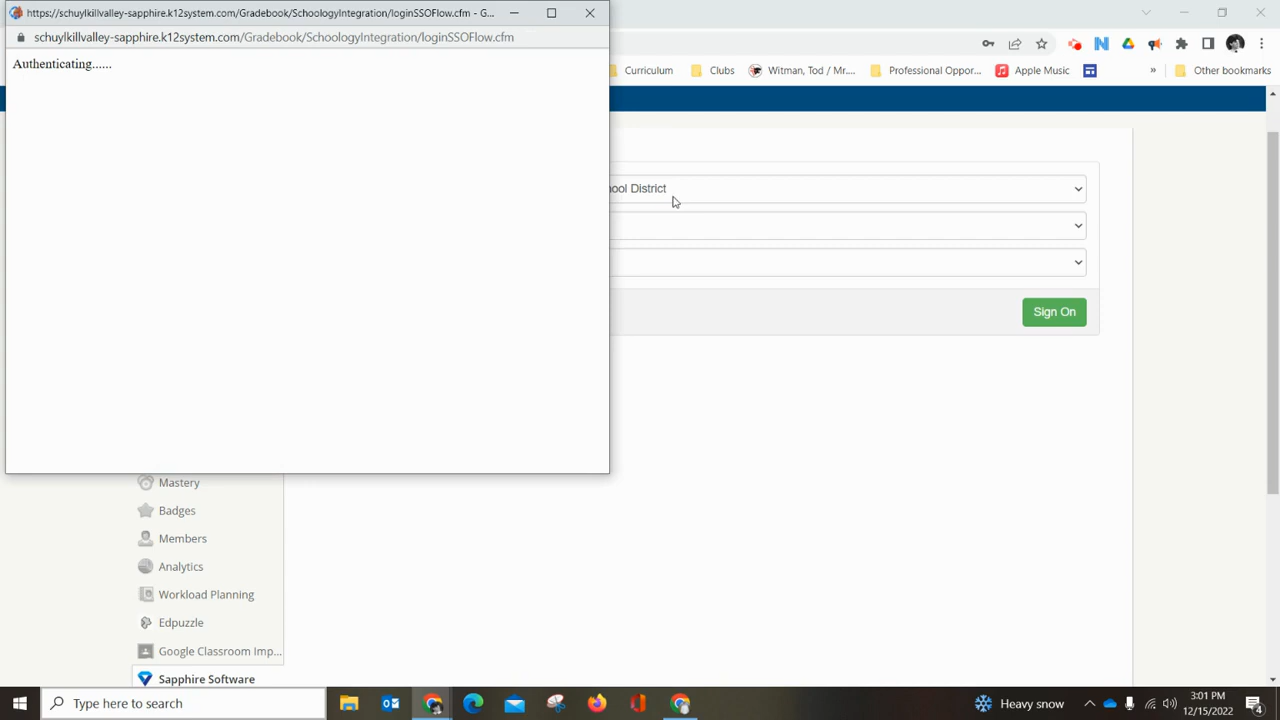 https://schuylkillvalley-sapphire.k12system.com/Gradebook/SchoologyIntegration/loginSSOFlow.cfm - G...
schuylkillvalley-sapphire.k12system.com/Gradebook/SchoologyIntegration/loginSSOFlow.cfm
Authenticating......
Curriculum
Clubs
Witman, Tod / Mr....
Professional Oppor...
Apple Music
»
Other bookmarks
ool District
Sign On
Mastery
Badges
Members
Analytics
Workload Planning
Edpuzzle
Google Classroom Imp...
Sapphire Software
Type here to search
Heavy snow
3:01 PM
12/15/2022
4